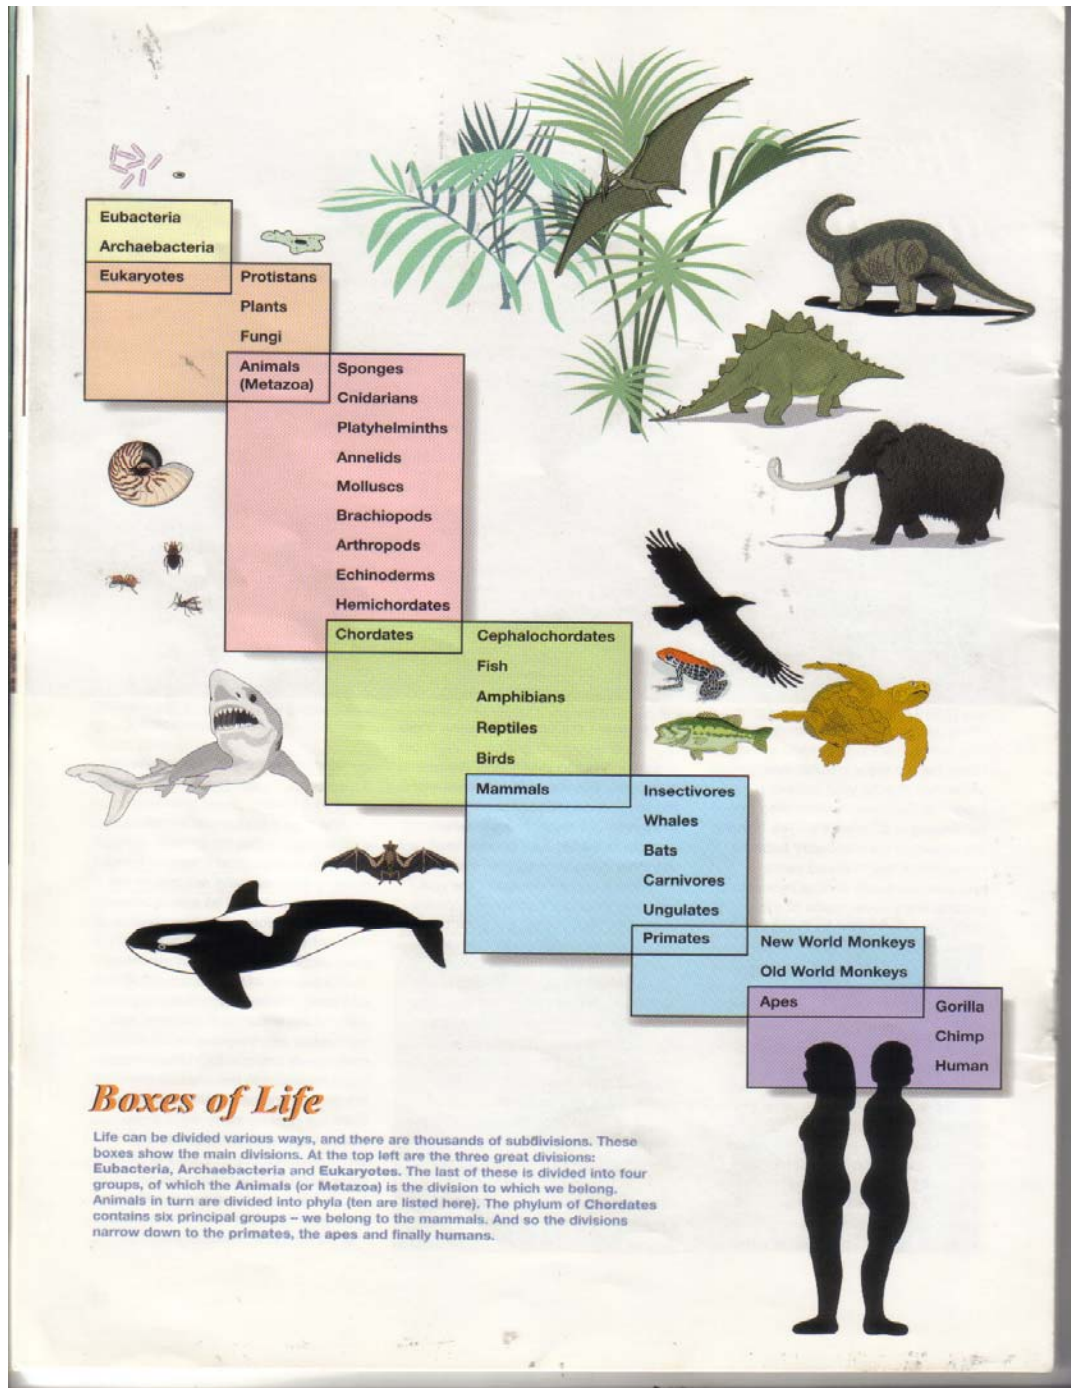 Eubacteria
Archaebacteria
Eukaryotes
Protistans
Plants
Fungi
Animals
(Metazoa)
Sponges
Cnidarians
Platyhelminths
Annelids
Molluscs
Brachiopods
Arthropods
Echinoderms
Hemichordates
Chordates
Cephalochordates
Fish
Amphibians
Reptiles
Birds
Mammals
Insectivores
Whales
Bats
Carnivores
Ungulates
Primates
New World Monkeys
Old World Monkeys
Apes
Gorilla
Chimp
Human
Boxes of Life
Life can be divided various ways, and there are thousands of subdivisions. These
boxes show the main divisions. At the top left are the three great divisions:
Eubacteria, Archaebacteria and Eukaryotes. The last of these is divided into four
groups, of which the Animals (or Metazoa) is the division to which we belong.
Animals in turn are divided into phyla (ten are listed here). The phylum of Chordates
contains six principal groups – we belong to the mammals. And so the divisions
narrow down to the primates, the apes and finally humans.